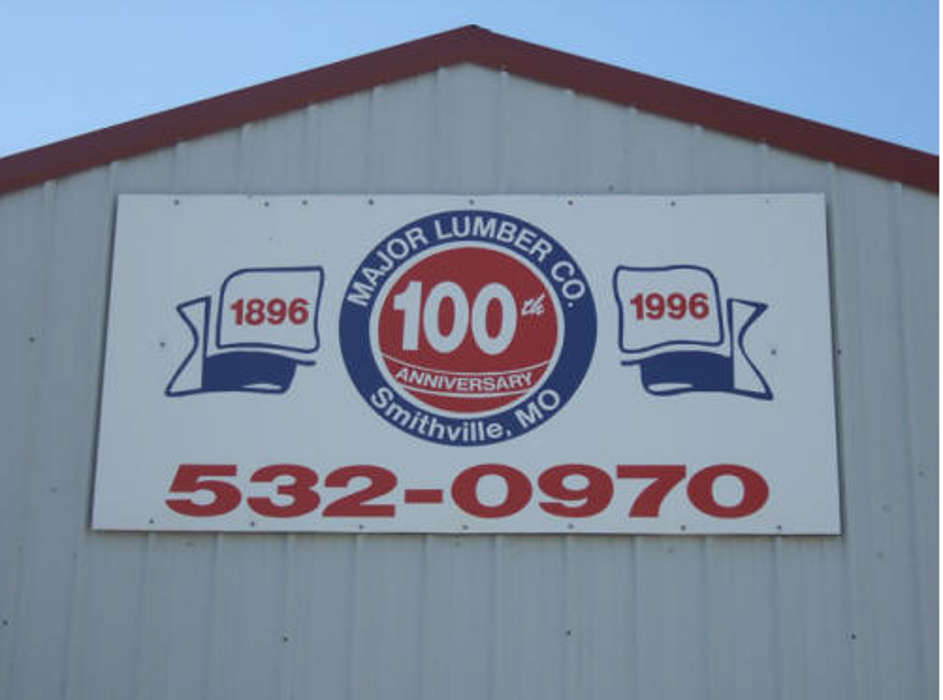 MAJOR LUMBER CO.
1896
100th
1996
ANNIVERSARY
Smithville, MO
532-0970